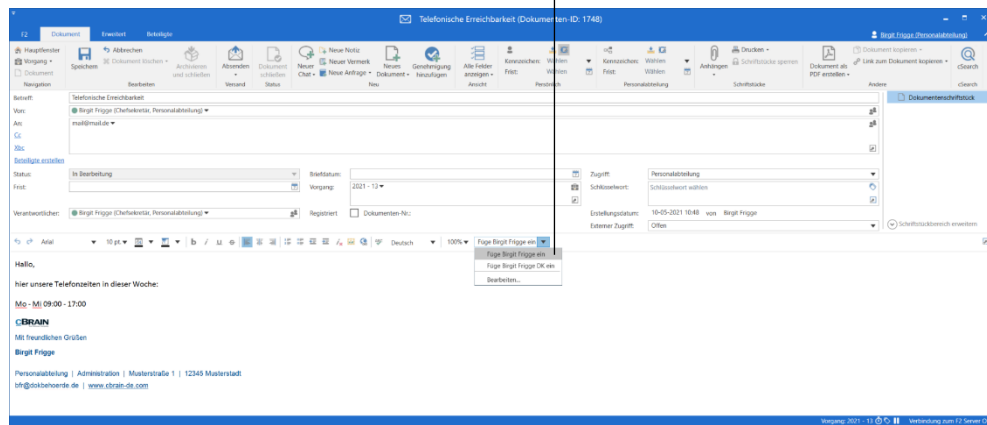 Telefonische Erreichbarkeit (Dokumenten-ID: 1748)
F2 Dokument Erweitert Beteiligte
Birgit Frigge (Personalabteilung)
Hauptfenster
Vorgang
Dokument
Navigation
Speichern
Abbrechen
Dokument löschen
Archivieren und schließen
Bearbeiten
Absenden
Versand
Dokument schließen
Status
Neuer Chat
Neue Notiz
Neuer Vermerk
Neue Anfrage
Neues Dokument
Genehmigung hinzufügen
Neu
Alle Felder anzeigen
Ansicht
Kennzeichen: Wählen
Frist: Wählen
Persönlich
Kennzeichen: Wählen
Frist: Wählen
Personalabteilung
Anhängen
Drucken
Schriftstücke sperren
Schriftstücke
Dokument als PDF erstellen
Dokument kopieren
Link zum Dokument kopieren
Andere
cSearch
cSearch
Betreff: Telefonische Erreichbarkeit
Dokumentenschriftstück
Von: Birgit Frigge (Chefsekretär, Personalabteilung)
An: mail@mail.de
Cc
Xbc
Beteiligte erstellen
Status: In Bearbeitung Briefdatum: Zugriff: Personalabteilung
Frist: Vorgang: 2021 - 13 Schlüsselwort: Schlüsselwort wählen
Verantwortlicher: Birgit Frigge (Chefsekretär, Personalabteilung) Registriert Dokumenten-Nr.: Erstellungsdatum: 10-05-2021 10:48 von Birgit Frigge
Externer Zugriff: Offen
Schriftstückbereich erweitern
Arial 10 pt. b i u Deutsch 100% Füge Birgit Frigge ein
Füge Birgit Frigge ein
Füge Birgit Frigge DK ein
Bearbeiten...
Hallo,
hier unsere Telefonzeiten in dieser Woche:
Mo - Mi 09:00 - 17:00
CBRAIN
Mit freundlichen Grüßen
Birgit Frigge
Personalabteilung | Administration | Musterstraße 1 | 12345 Musterstadt
bfr@dokbehoerde.de | www.cbrain-de.com
Vorgang: 2021 - 13 Verbindung zum F2 Server